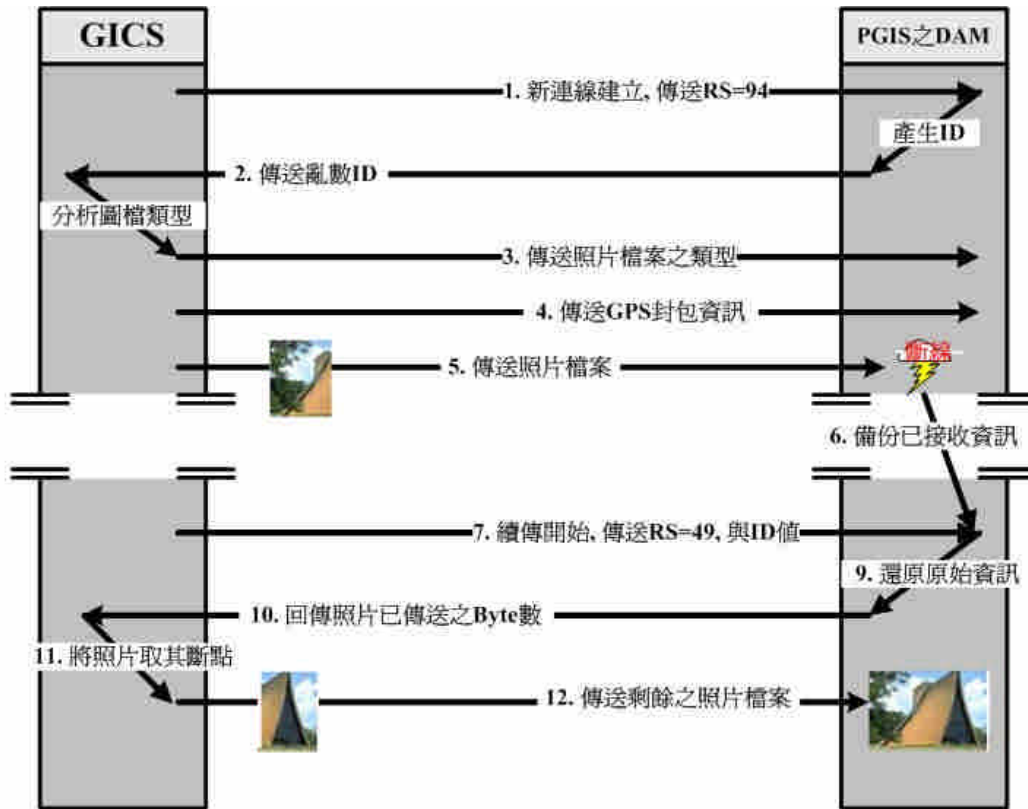 GICS
PGIS之DAM
1. 新連線建立, 傳送RS=94
產生ID
2. 傳送亂數ID
分析圖檔類型
3. 傳送照片檔案之類型
4. 傳送GPS封包資訊
5. 傳送照片檔案
斷線
6. 備份已接收資訊
7. 續傳開始, 傳送RS=49, 與ID值
9. 還原原始資訊
10. 回傳照片已傳送之Byte數
11. 將照片取其斷點
12. 傳送剩餘之照片檔案